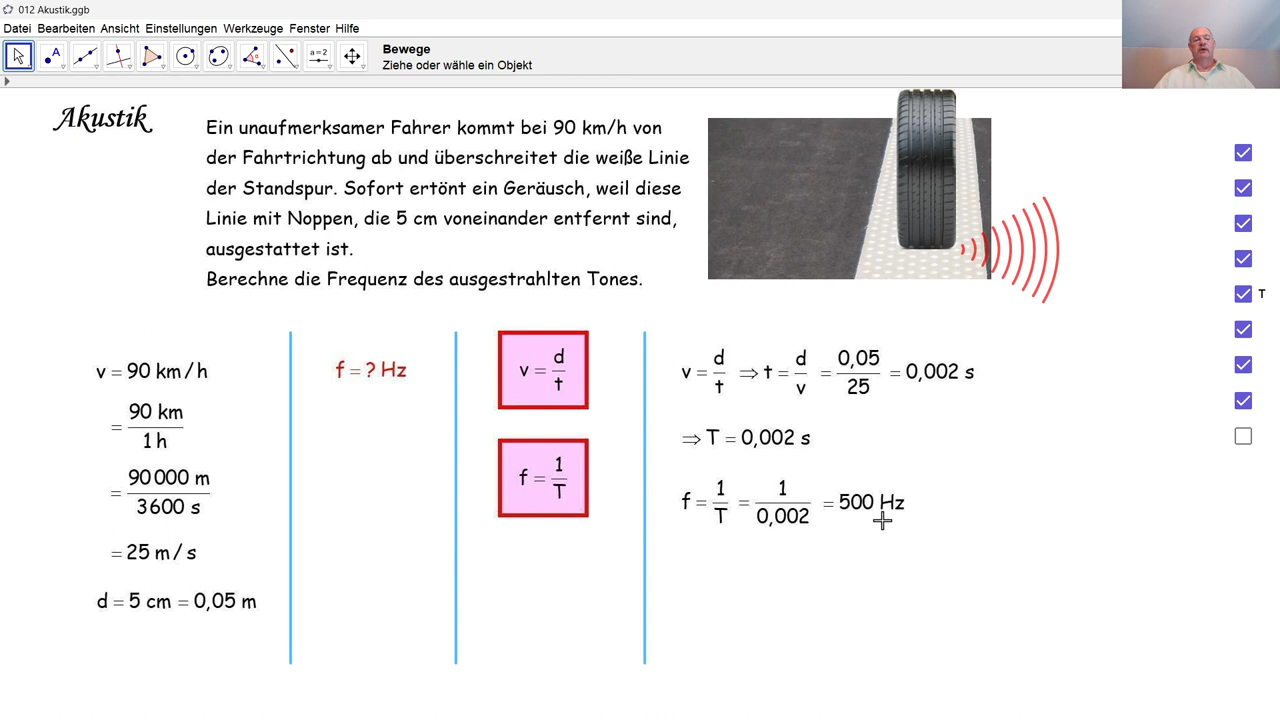 012 Akustik.ggb
Datei Bearbeiten Ansicht Einstellungen Werkzeuge Fenster Hilfe
A
a=2
Bewege
Ziehe oder wähle ein Objekt
Akustik
Ein unaufmerksamer Fahrer kommt bei 90 km/h von
der Fahrtrichtung ab und überschreitet die weiße Linie
der Standspur. Sofort ertönt ein Geräusch, weil diese
Linie mit Noppen, die 5 cm voneinander entfernt sind,
ausgestattet ist.
Berechne die Frequenz des ausgestrahlten Tones.
T
v = 90 km/h
= 90 km / 1 h
= 90 000 m / 3600 s
= 25 m/s
d = 5 cm = 0,05 m
f = ? Hz
v = d/t
f = 1/T
v = d/t ⇒ t = d/v = 0,05/25 = 0,002 s
⇒ T = 0,002 s
f = 1/T = 1/0,002 = 500 Hz